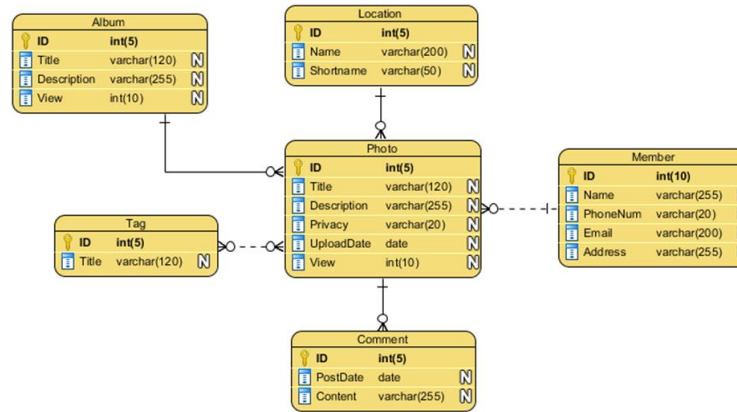 Album
ID int(5)
Title varchar(120) N
Description varchar(255) N
View int(10) N
Location
ID int(5)
Name varchar(200) N
Shortname varchar(50) N
Photo
ID int(5)
Title varchar(120) N
Description varchar(255) N
Privacy varchar(20) N
UploadDate date N
View int(10) N
Member
ID int(10)
Name varchar(255)
PhoneNum varchar(20)
Email varchar(200)
Address varchar(255)
Tag
ID int(5)
Title varchar(120) N
Comment
ID int(5)
PostDate date N
Content varchar(255) N